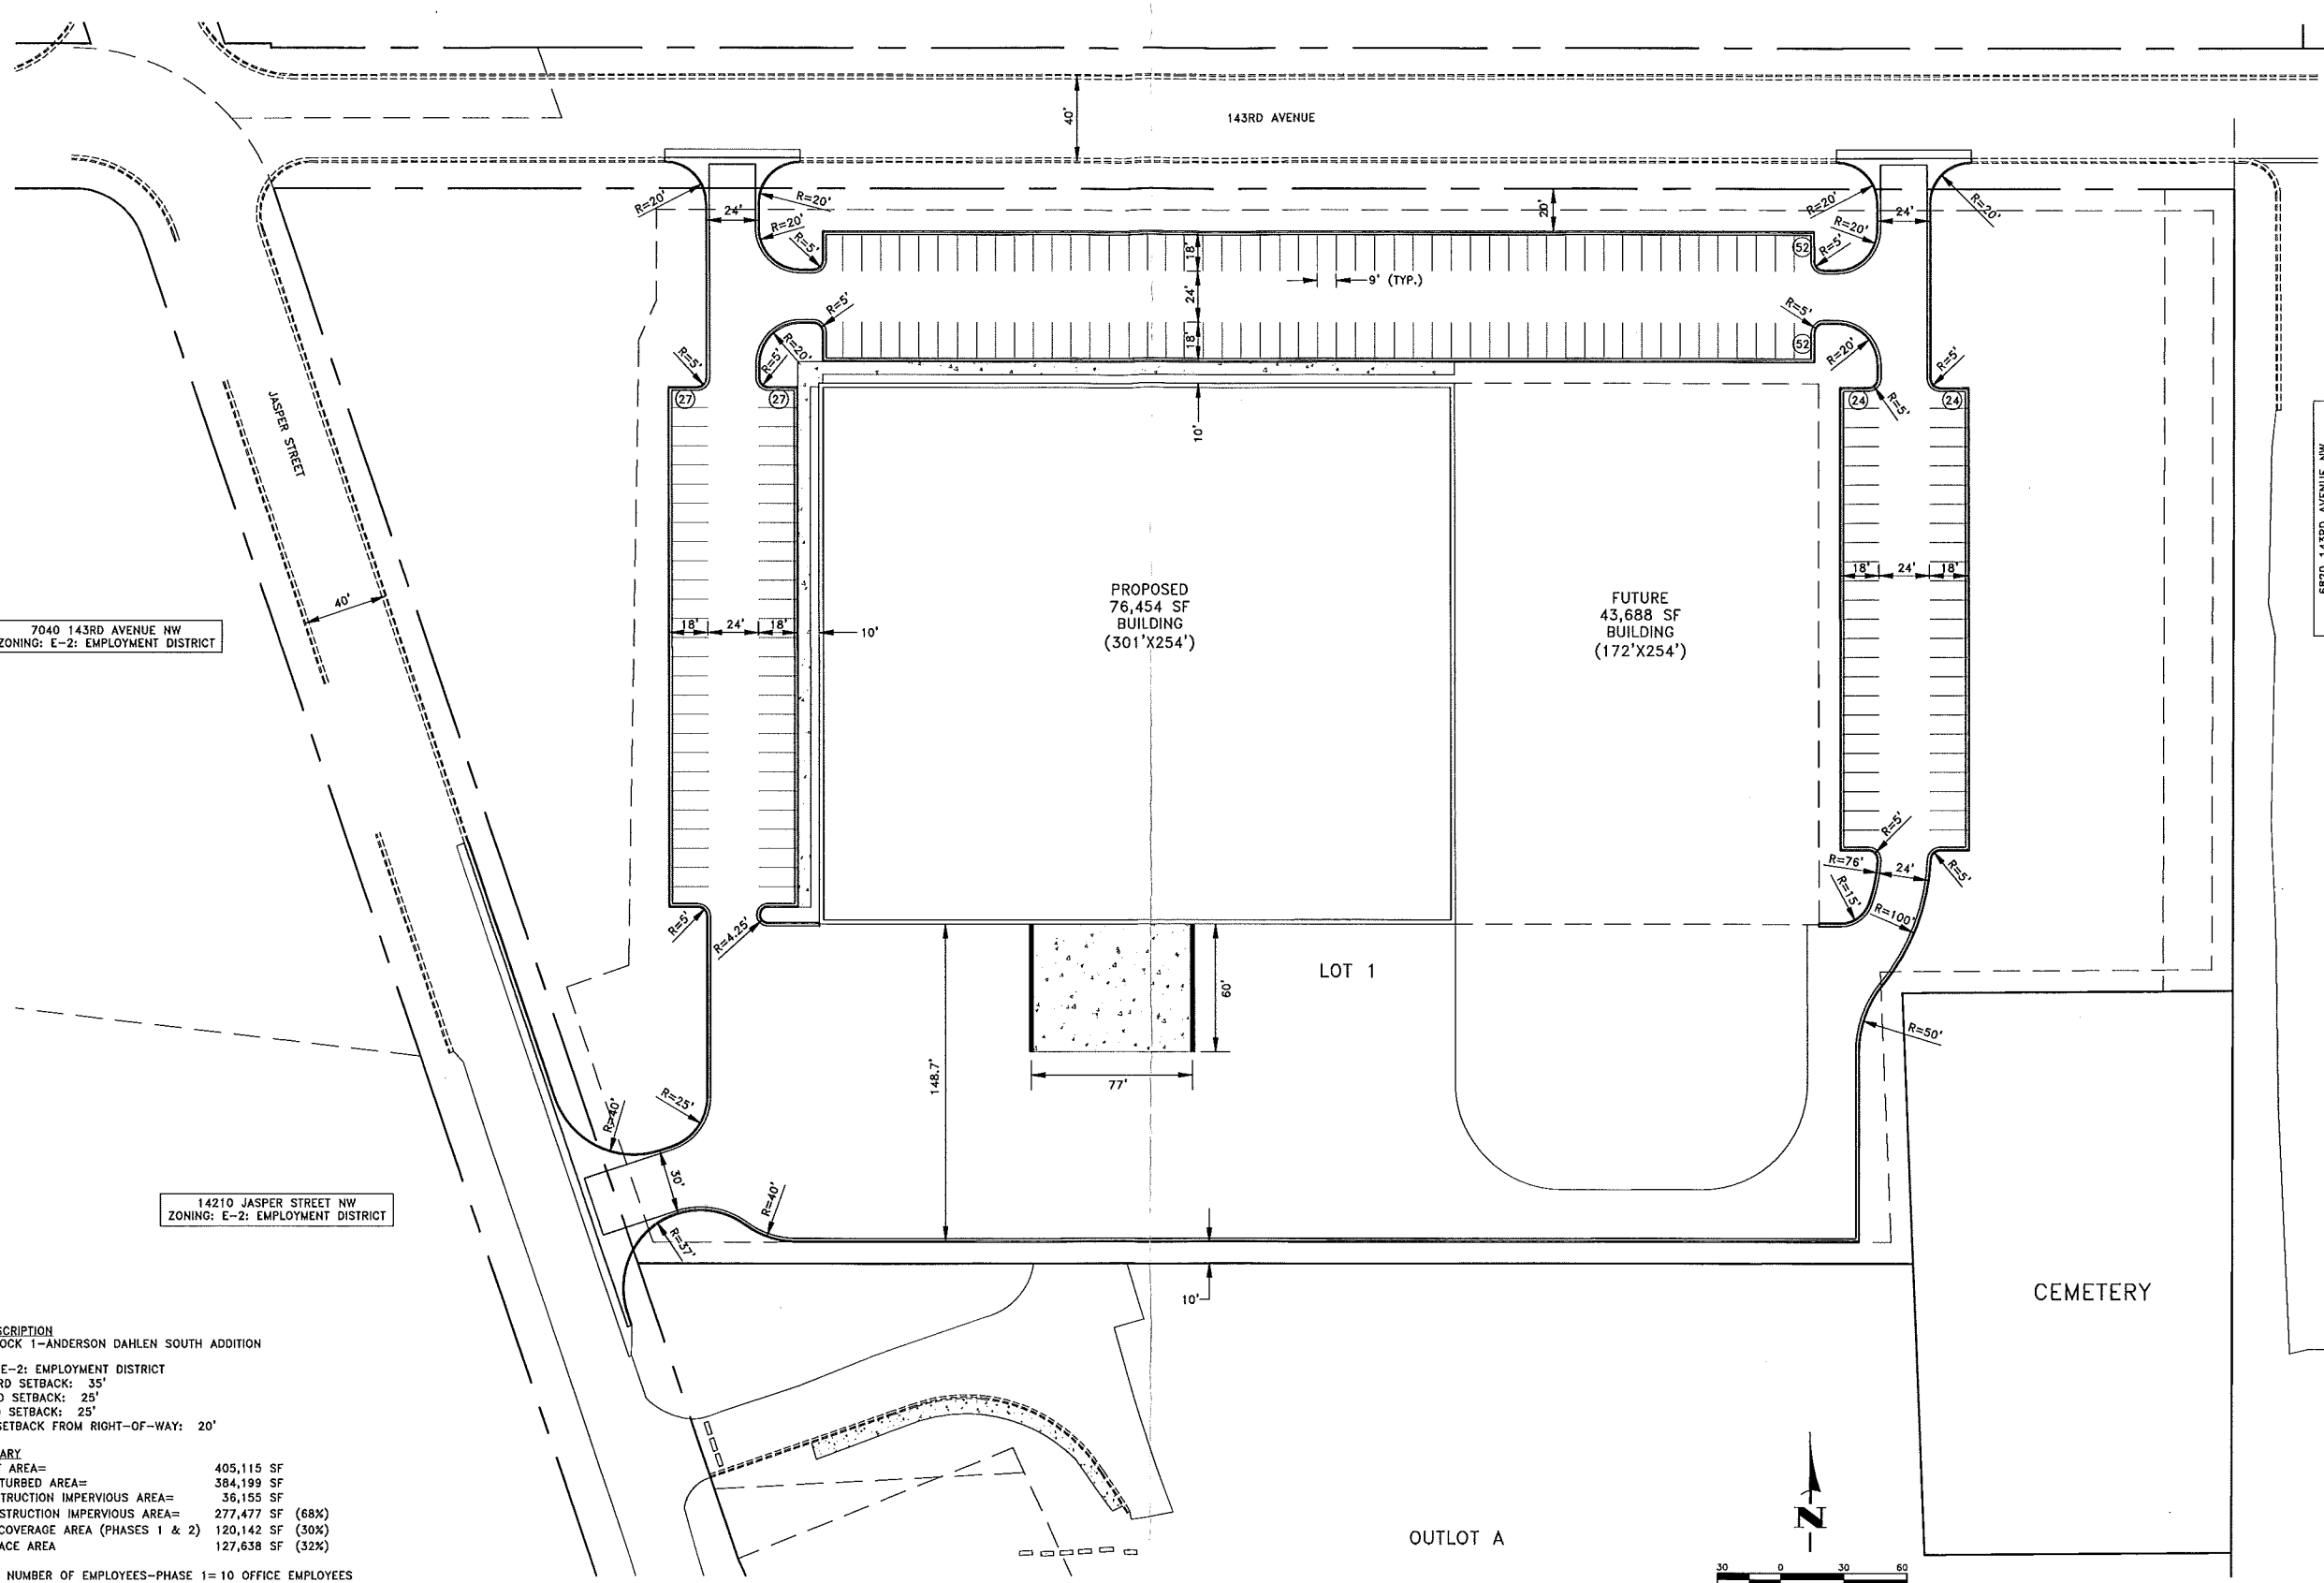 143RD AVENUE
40'
R=20'
24'
R=20'
R=20'
R=5'
20'
18'
24'
18'
9' (TYP.)
52
52
R=20'
24'
R=20'
R=20'
R=5'
R=5'
R=20'
R=5'
R=5'
R=5'
R=20'
R=5'
R=5'
27
27
24
24
10'
JASPER STREET
40'
7040 143RD AVENUE NW
ZONING: E-2: EMPLOYMENT DISTRICT
18'
24'
18'
10'
PROPOSED
76,454 SF
BUILDING
(301'X254')
FUTURE
43,688 SF
BUILDING
(172'X254')
18'
24'
18'
6820 143RD AVENUE NW
R=5'
R=4.25'
R=5'
R=76'
24'
R=5'
R=15'
R=100'
R=50'
LOT 1
60'
77'
148.7'
R=40'
R=25'
30'
R=40'
R=37'
10'
14210 JASPER STREET NW
ZONING: E-2: EMPLOYMENT DISTRICT
CEMETERY
OUTLOT A
SCRIPTION
OCK 1-ANDERSON DAHLEN SOUTH ADDITION
E-2: EMPLOYMENT DISTRICT
RD SETBACK: 35'
D SETBACK: 25'
SETBACK: 25'
SETBACK FROM RIGHT-OF-WAY: 20'
ARY
AREA= 405,115 SF
TURBED AREA= 384,199 SF
TRUCTION IMPERVIOUS AREA= 36,155 SF
STRUCTION IMPERVIOUS AREA= 277,477 SF (68%)
COVERAGE AREA (PHASES 1 & 2) 120,142 SF (30%)
ACE AREA 127,638 SF (32%)
NUMBER OF EMPLOYEES-PHASE 1= 10 OFFICE EMPLOYEES
N
30 0 30 60